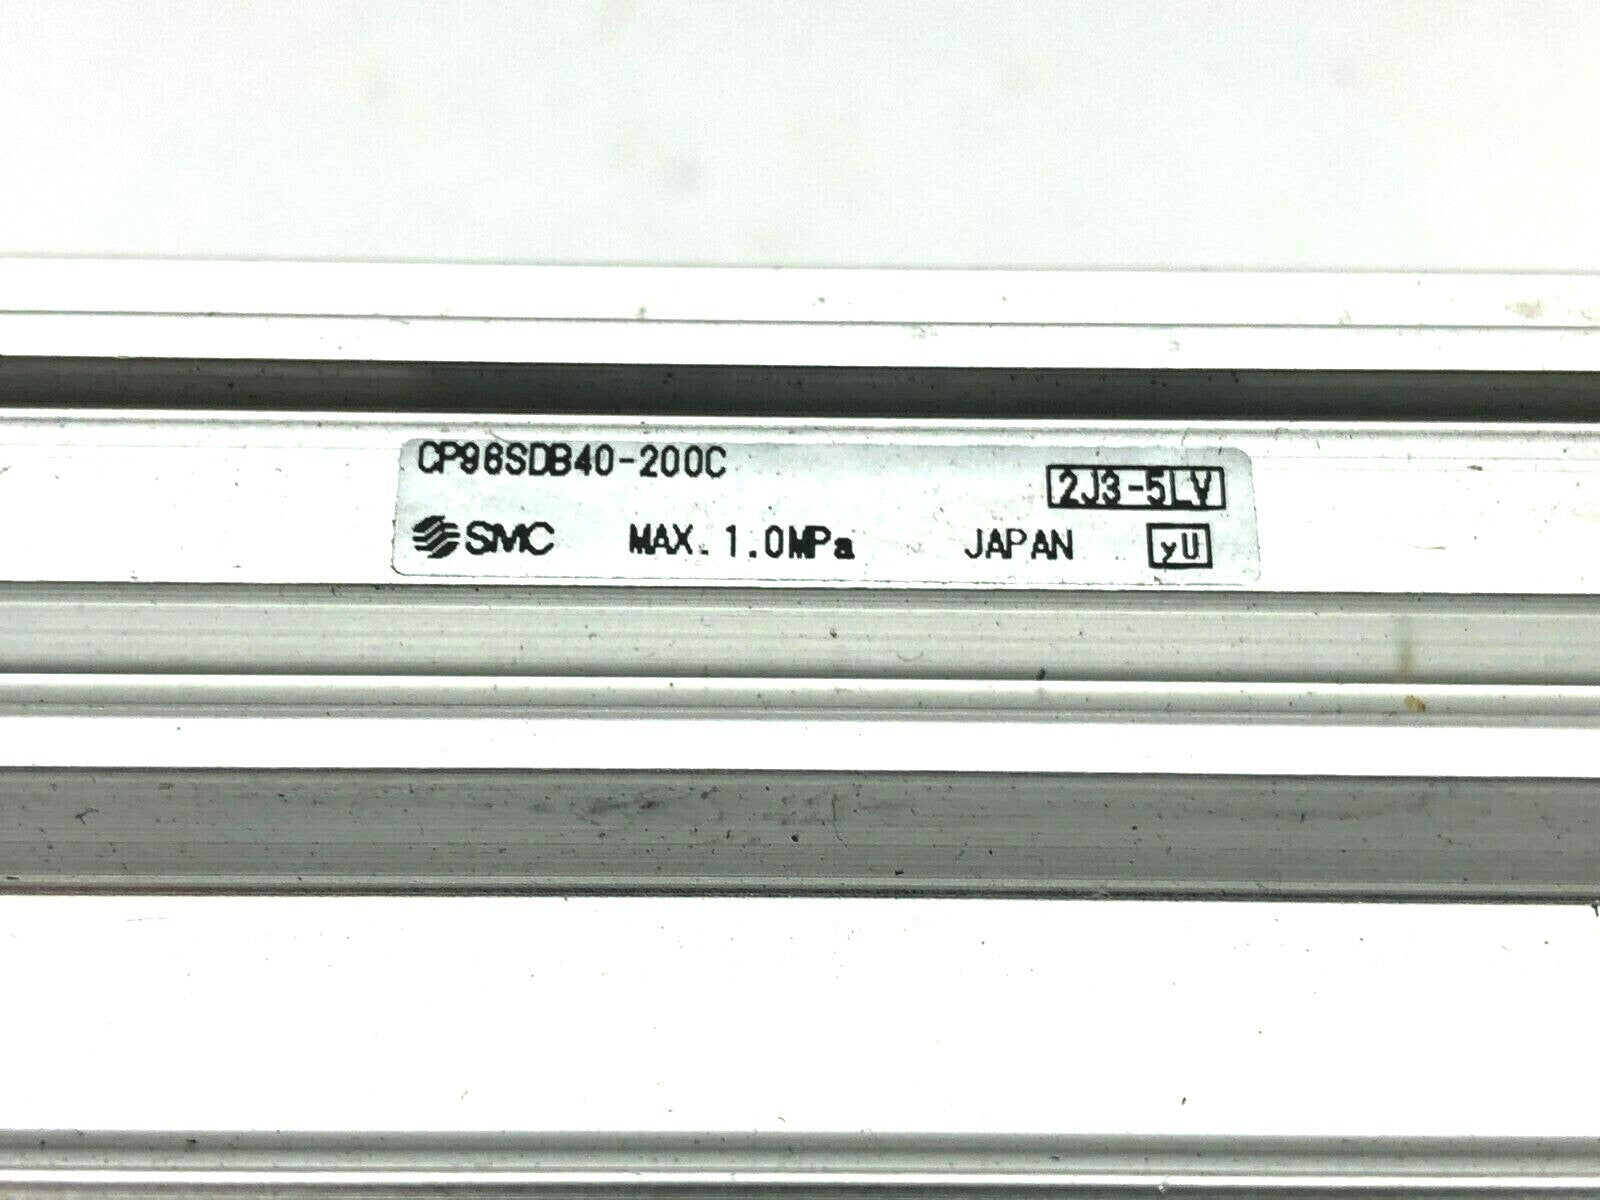 CP96SDB40-200C
2J3-5LV
SMC MAX. 1.0MPa JAPAN yU